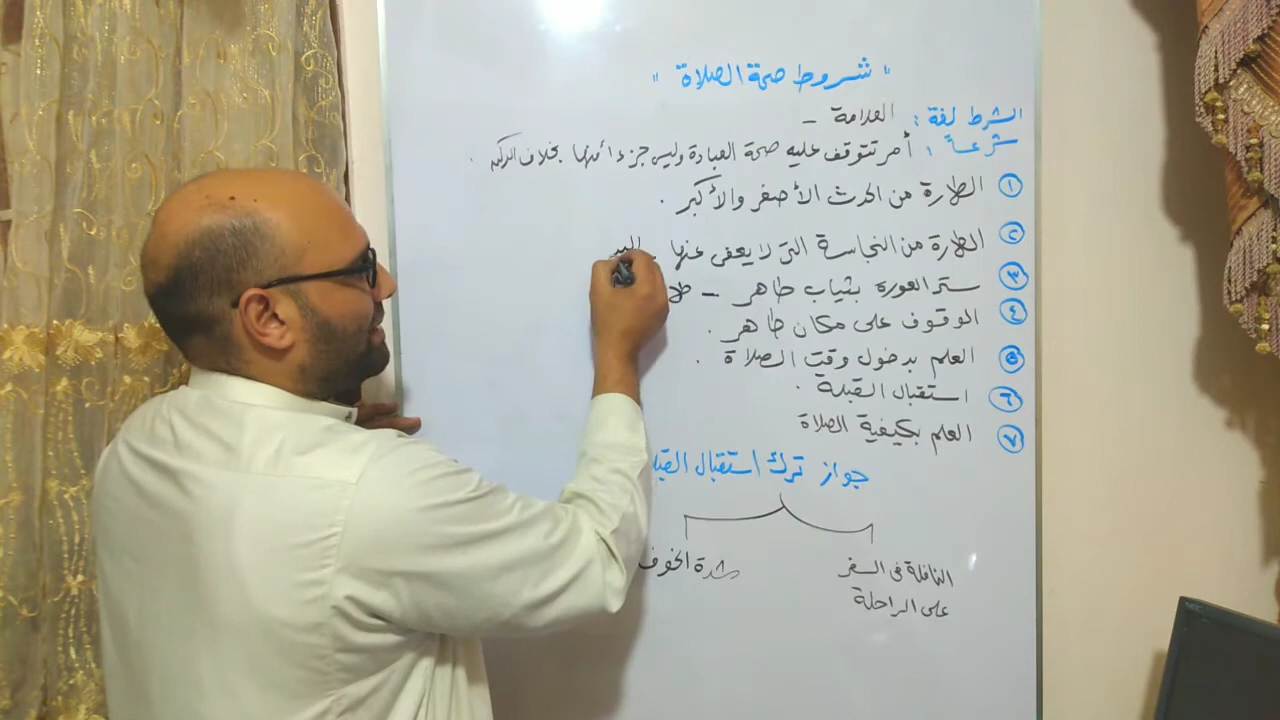 " شروط صحة الصلاة "
الشرط لغة : العلامة -
شرعاً : أمر تتوقف عليه صحة العبادة وليس جزءا منها بخلاف الركن .
١ الطهارة من الحدث الأصغر والأكبر .
٢ الطهارة من النجاسة التى لا يعفى عنها
٣ ستر العورة بثياب طاهر -
٤ الوقوف على مكان طاهر .
٥ العلم بدخول وقت الصلاة .
٦ استقبال القبلة .
٧ العلم بكيفية الصلاة
جواز ترك استقبال
النافلة فى السفر على الراحلة
شدة الخوف